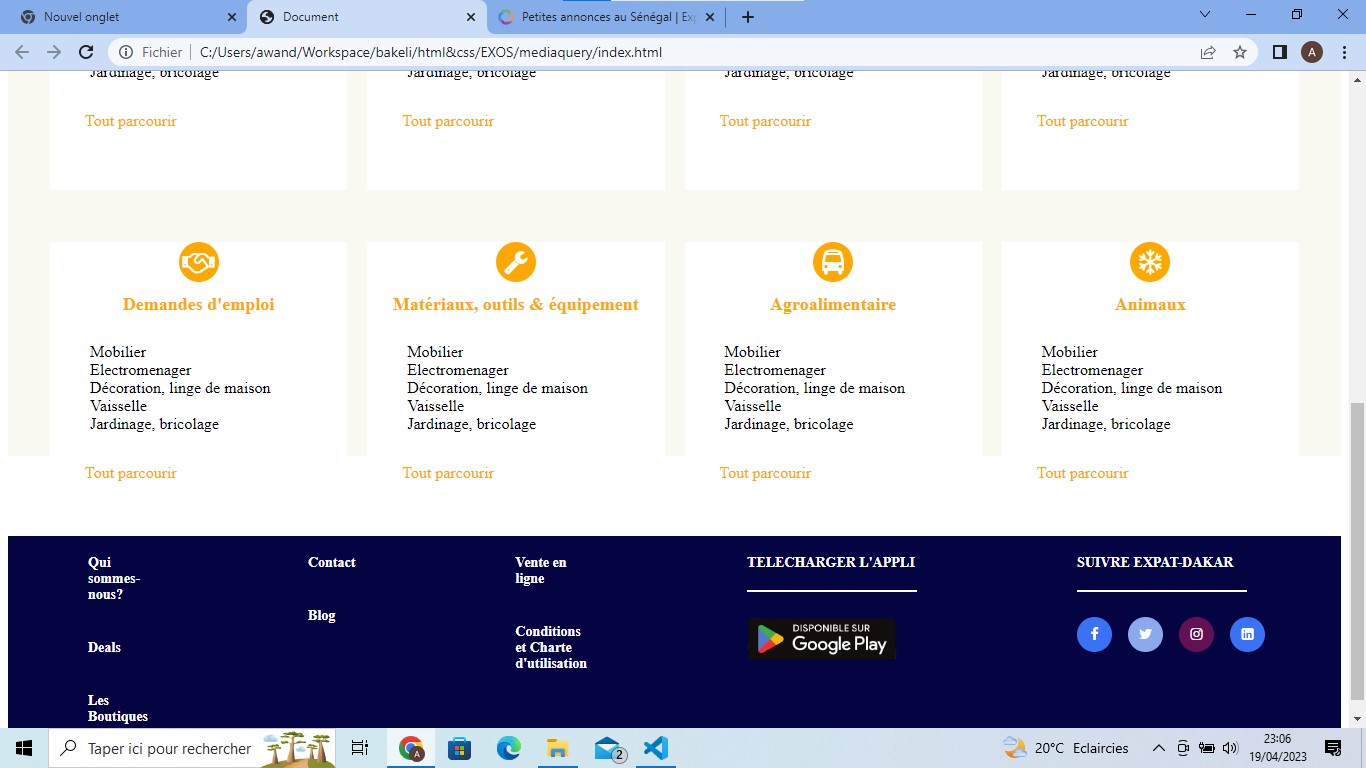 Nouvel onglet
Document
Petites annonces au Sénégal | Exp
Fichier
C:/Users/awand/Workspace/bakeli/html&css/EXOS/mediaquery/index.html
A
Jardinage, bricolage
Jardinage, bricolage
Jardinage, bricolage
Jardinage, bricolage
Tout parcourir
Tout parcourir
Tout parcourir
Tout parcourir
Demandes d'emploi
Mobilier
Electromenager
Décoration, linge de maison
Vaisselle
Jardinage, bricolage
Tout parcourir
Matériaux, outils & équipement
Mobilier
Electromenager
Décoration, linge de maison
Vaisselle
Jardinage, bricolage
Tout parcourir
Agroalimentaire
Mobilier
Electromenager
Décoration, linge de maison
Vaisselle
Jardinage, bricolage
Tout parcourir
Animaux
Mobilier
Electromenager
Décoration, linge de maison
Vaisselle
Jardinage, bricolage
Tout parcourir
Qui
sommes-
nous?
Deals
Les
Boutiques
Contact
Blog
Vente en
ligne
Conditions
et Charte
d'utilisation
TELECHARGER L'APPLI
DISPONIBLE SUR
Google Play
SUIVRE EXPAT-DAKAR
Taper ici pour rechercher
A
2
20°C Eclaircies
23:06
19/04/2023